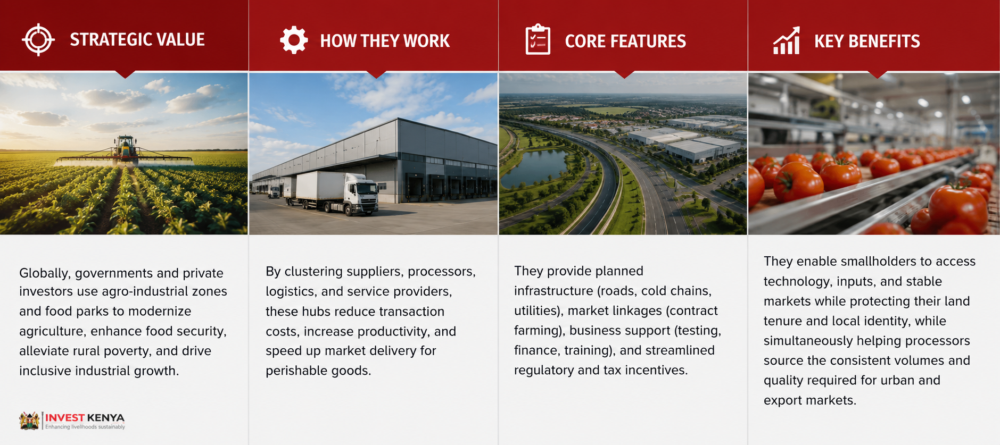 STRATEGIC VALUE
Globally, governments and private
investors use agro-industrial zones
and food parks to modernize
agriculture, enhance food security,
alleviate rural poverty, and drive
inclusive industrial growth.
HOW THEY WORK
By clustering suppliers, processors,
logistics, and service providers,
these hubs reduce transaction
costs, increase productivity, and
speed up market delivery for
perishable goods.
CORE FEATURES
They provide planned
infrastructure (roads, cold chains,
utilities), market linkages (contract
farming), business support (testing,
finance, training), and streamlined
regulatory and tax incentives.
KEY BENEFITS
They enable smallholders to access
technology, inputs, and stable
markets while protecting their land
tenure and local identity, while
simultaneously helping processors
source the consistent volumes and
quality required for urban and
export markets.
INVEST KENYA
Enhancing livelihoods sustainably